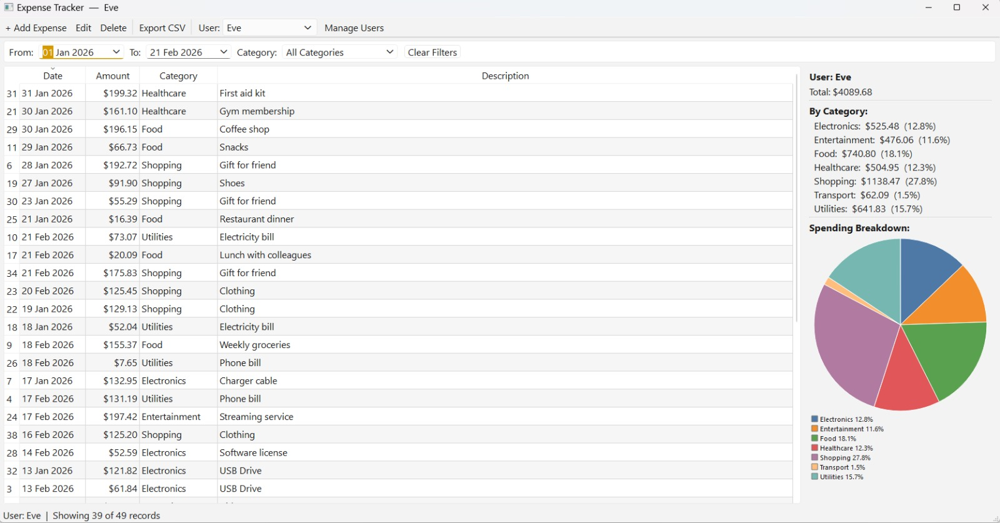 Expense Tracker — Eve
+ Add Expense Edit Delete Export CSV User: Eve Manage Users
From: 01 Jan 2026 To: 21 Feb 2026 Category: All Categories Clear Filters
Date Amount Category Description
31 31 Jan 2026 $199.32 Healthcare First aid kit
21 30 Jan 2026 $161.10 Healthcare Gym membership
29 30 Jan 2026 $196.15 Food Coffee shop
11 29 Jan 2026 $66.73 Food Snacks
6 28 Jan 2026 $192.72 Shopping Gift for friend
19 27 Jan 2026 $91.90 Shopping Shoes
30 23 Jan 2026 $55.29 Shopping Gift for friend
25 21 Jan 2026 $16.39 Food Restaurant dinner
10 21 Feb 2026 $73.07 Utilities Electricity bill
17 21 Feb 2026 $20.09 Food Lunch with colleagues
34 21 Feb 2026 $175.83 Shopping Gift for friend
23 20 Feb 2026 $125.45 Shopping Clothing
22 19 Jan 2026 $129.13 Shopping Clothing
18 18 Jan 2026 $52.04 Utilities Electricity bill
9 18 Feb 2026 $155.37 Food Weekly groceries
26 18 Feb 2026 $7.65 Utilities Phone bill
7 17 Jan 2026 $132.95 Electronics Charger cable
4 17 Feb 2026 $131.19 Utilities Phone bill
24 17 Feb 2026 $197.42 Entertainment Streaming service
38 16 Feb 2026 $125.20 Shopping Clothing
28 14 Feb 2026 $52.59 Electronics Software license
32 13 Jan 2026 $121.82 Electronics USB Drive
3 13 Feb 2026 $61.84 Electronics USB Drive
User: Eve
Total: $4089.68
By Category:
Electronics: $525.48 (12.8%)
Entertainment: $476.06 (11.6%)
Food: $740.80 (18.1%)
Healthcare: $504.95 (12.3%)
Shopping: $1138.47 (27.8%)
Transport: $62.09 (1.5%)
Utilities: $641.83 (15.7%)
Spending Breakdown:
Electronics 12.8%
Entertainment 11.6%
Food 18.1%
Healthcare 12.3%
Shopping 27.8%
Transport 1.5%
Utilities 15.7%
User: Eve | Showing 39 of 49 records